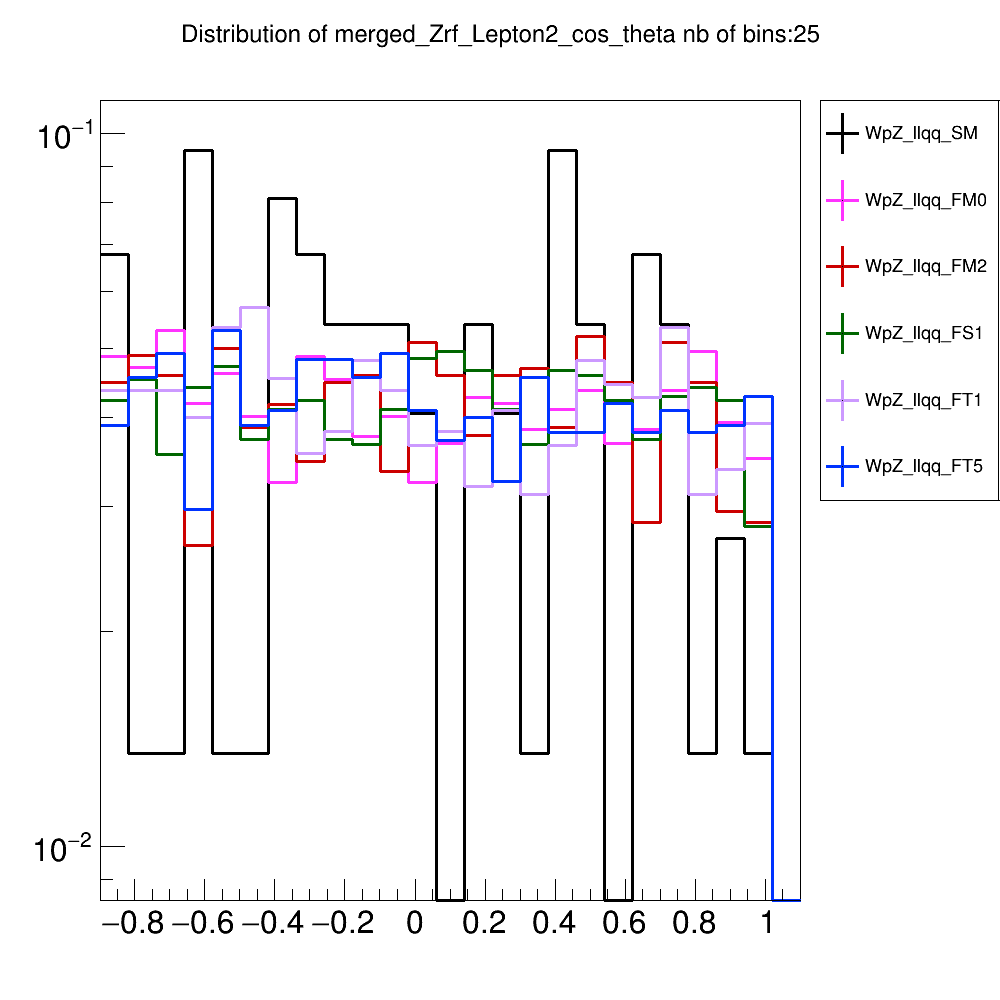 Distribution of merged_Zrf_Lepton2_cos_theta nb of bins:25
10⁻¹
10⁻²
−0.8 −0.6 −0.4 −0.2 0 0.2 0.4 0.6 0.8 1
WpZ_llqq_SM
WpZ_llqq_FM0
WpZ_llqq_FM2
WpZ_llqq_FS1
WpZ_llqq_FT1
WpZ_llqq_FT5